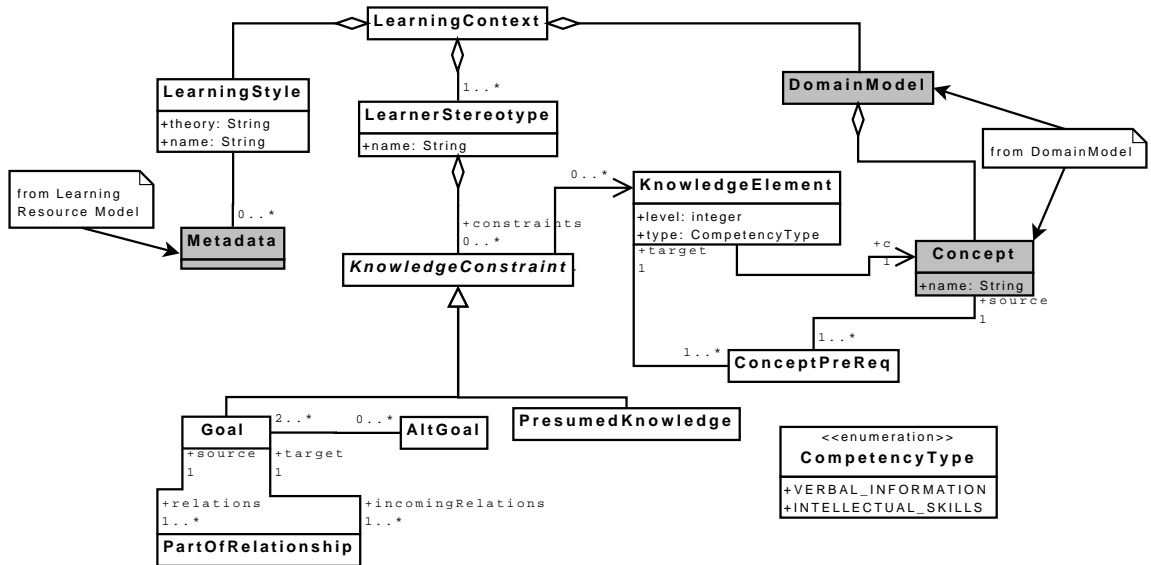 LearningContext
LearningStyle
+theory: String
+name: String
1..*
LearnerStereotype
+name: String
DomainModel
from DomainModel
from Learning
Resource Model
0..*
Metadata
+constraints
0..*
KnowledgeConstraint
0..*
KnowledgeElement
+level: integer
+type: CompetencyType
+target
1
+c
1
Concept
+name: String
+source
1
1..*
1..*
ConceptPreReq
Goal
2..*
0..*
AltGoal
PresumedKnowledge
+source
1
+target
1
+relations
1..*
+incomingRelations
1..*
PartOfRelationship
<<enumeration>>
CompetencyType
+VERBAL_INFORMATION
+INTELLECTUAL_SKILLS